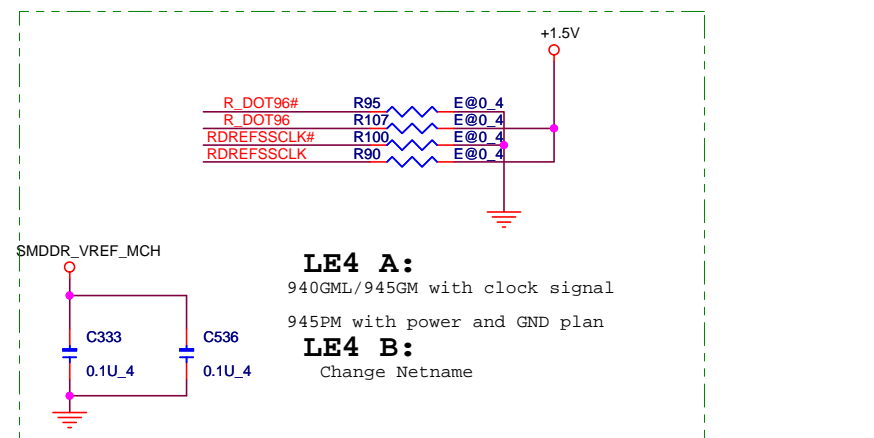 +1.5V
R_DOT96# R95 E@0_4
R_DOT96 R107 E@0_4
RDREFSSCLK# R100 E@0_4
RDREFSSCLK R90 E@0_4
SMDDR_VREF_MCH
C333 C536
0.1U_4 0.1U_4
LE4 A:
940GML/945GM with clock signal
945PM with power and GND plan
LE4 B:
Change Netname